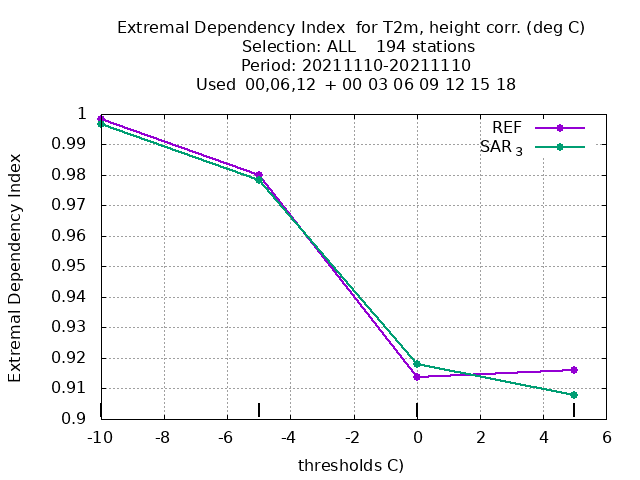 Extremal Dependency Index  for T2m, height corr. (deg C)
Selection: ALL    194 stations
Period: 20211110-20211110
Used  00,06,12  + 00 03 06 09 12 15 18
REF
SAR 3
Extremal Dependency Index
1
0.99
0.98
0.97
0.96
0.95
0.94
0.93
0.92
0.91
0.9
-10 -8 -6 -4 -2 0 2 4 6
thresholds C)